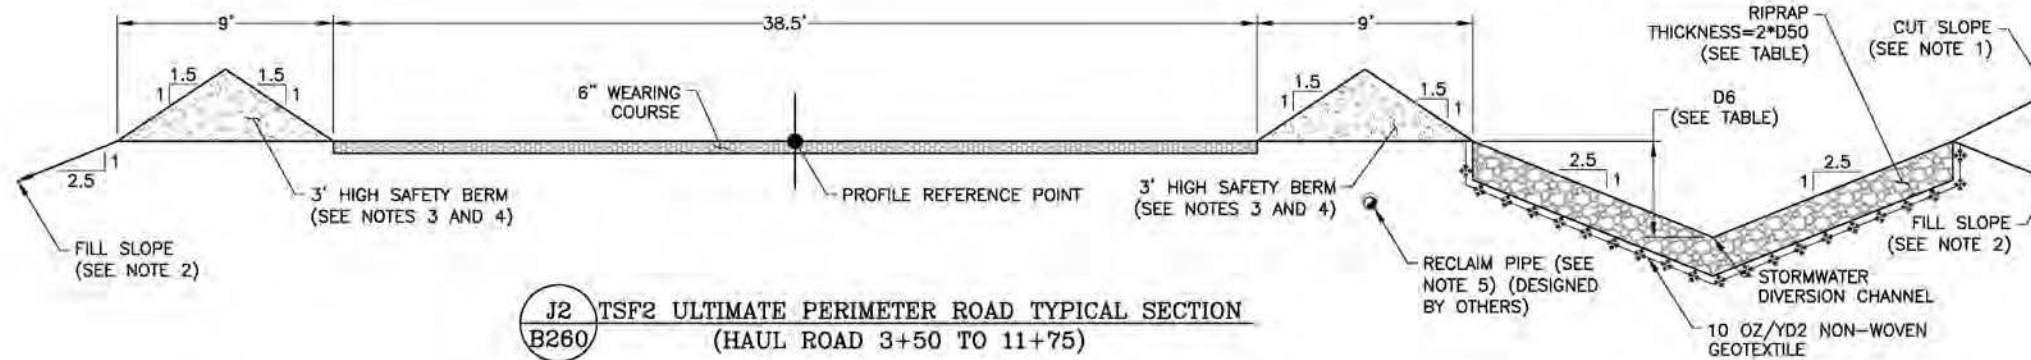 9'
38.5'
9'
RIPRAP
THICKNESS=2*D50
(SEE TABLE)
CUT SLOPE
(SEE NOTE 1)
1.5
1
1.5
1
6" WEARING
COURSE
1.5
1
1.5
1
D6
(SEE TABLE)
1
2.5
3' HIGH SAFETY BERM
(SEE NOTES 3 AND 4)
PROFILE REFERENCE POINT
3' HIGH SAFETY BERM
(SEE NOTES 3 AND 4)
2.5
1
2.5
1
FILL SLOPE
(SEE NOTE 2)
FILL SLOPE
(SEE NOTE 2)
RECLAIM PIPE (SEE
NOTE 5) (DESIGNED
BY OTHERS)
STORMWATER
DIVERSION CHANNEL
10 OZ/YD2 NON-WOVEN
GEOTEXTILE
J2
B260
TSF2 ULTIMATE PERIMETER ROAD TYPICAL SECTION
(HAUL ROAD 3+50 TO 11+75)